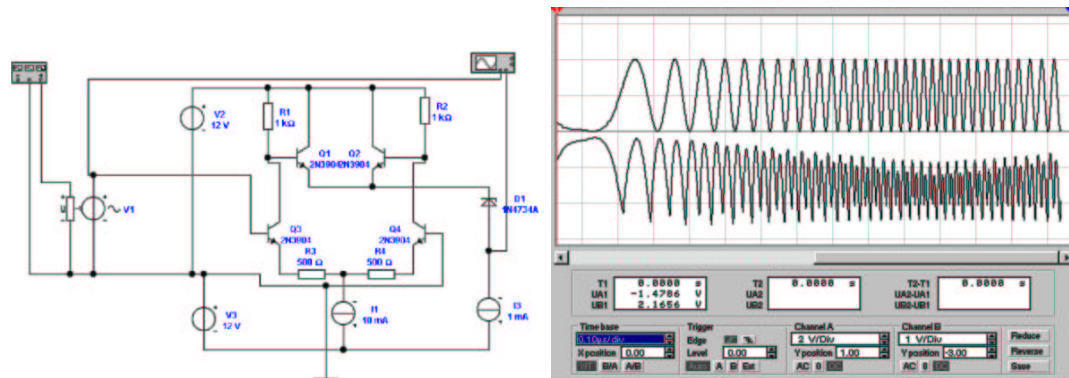 V2
12 V
R1
1 kΩ
R2
1 kΩ
Q1
2N3904
Q2
2N3904
D1
1N4734A
V1
Q3
2N3904
Q4
2N3904
R3
500 Ω
R4
500 Ω
V3
12 V
I1
10 mA
I3
1 mA
T1 0.0000 s
UA1 -1.4786 V
UB1 2.1656 V
T2 0.0000 s
UA2
UB2
T2-T1 0.0000 s
UA2-UA1
UB2-UB1
Time base
0.10ps/div
X position 0.00
B/A A/B
Trigger
Edge
Level 0.00
Auto A B Ext
Channel A
2 V/Div
Y position 1.00
AC 0 DC
Channel B
1 V/Div
Y position -3.00
AC 0 DC
Reduce
Reverse
Save